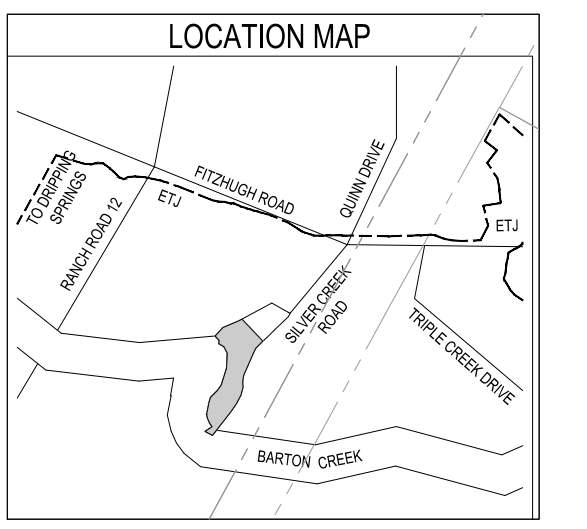 LOCATION MAP
QUINN DRIVE
FITZHUGH ROAD
TO DRIPPING
SPRINGS
ETJ
RANCH ROAD 12
ETJ
SILVER CREEK
ROAD
TRIPLE CREEK DRIVE
BARTON CREEK